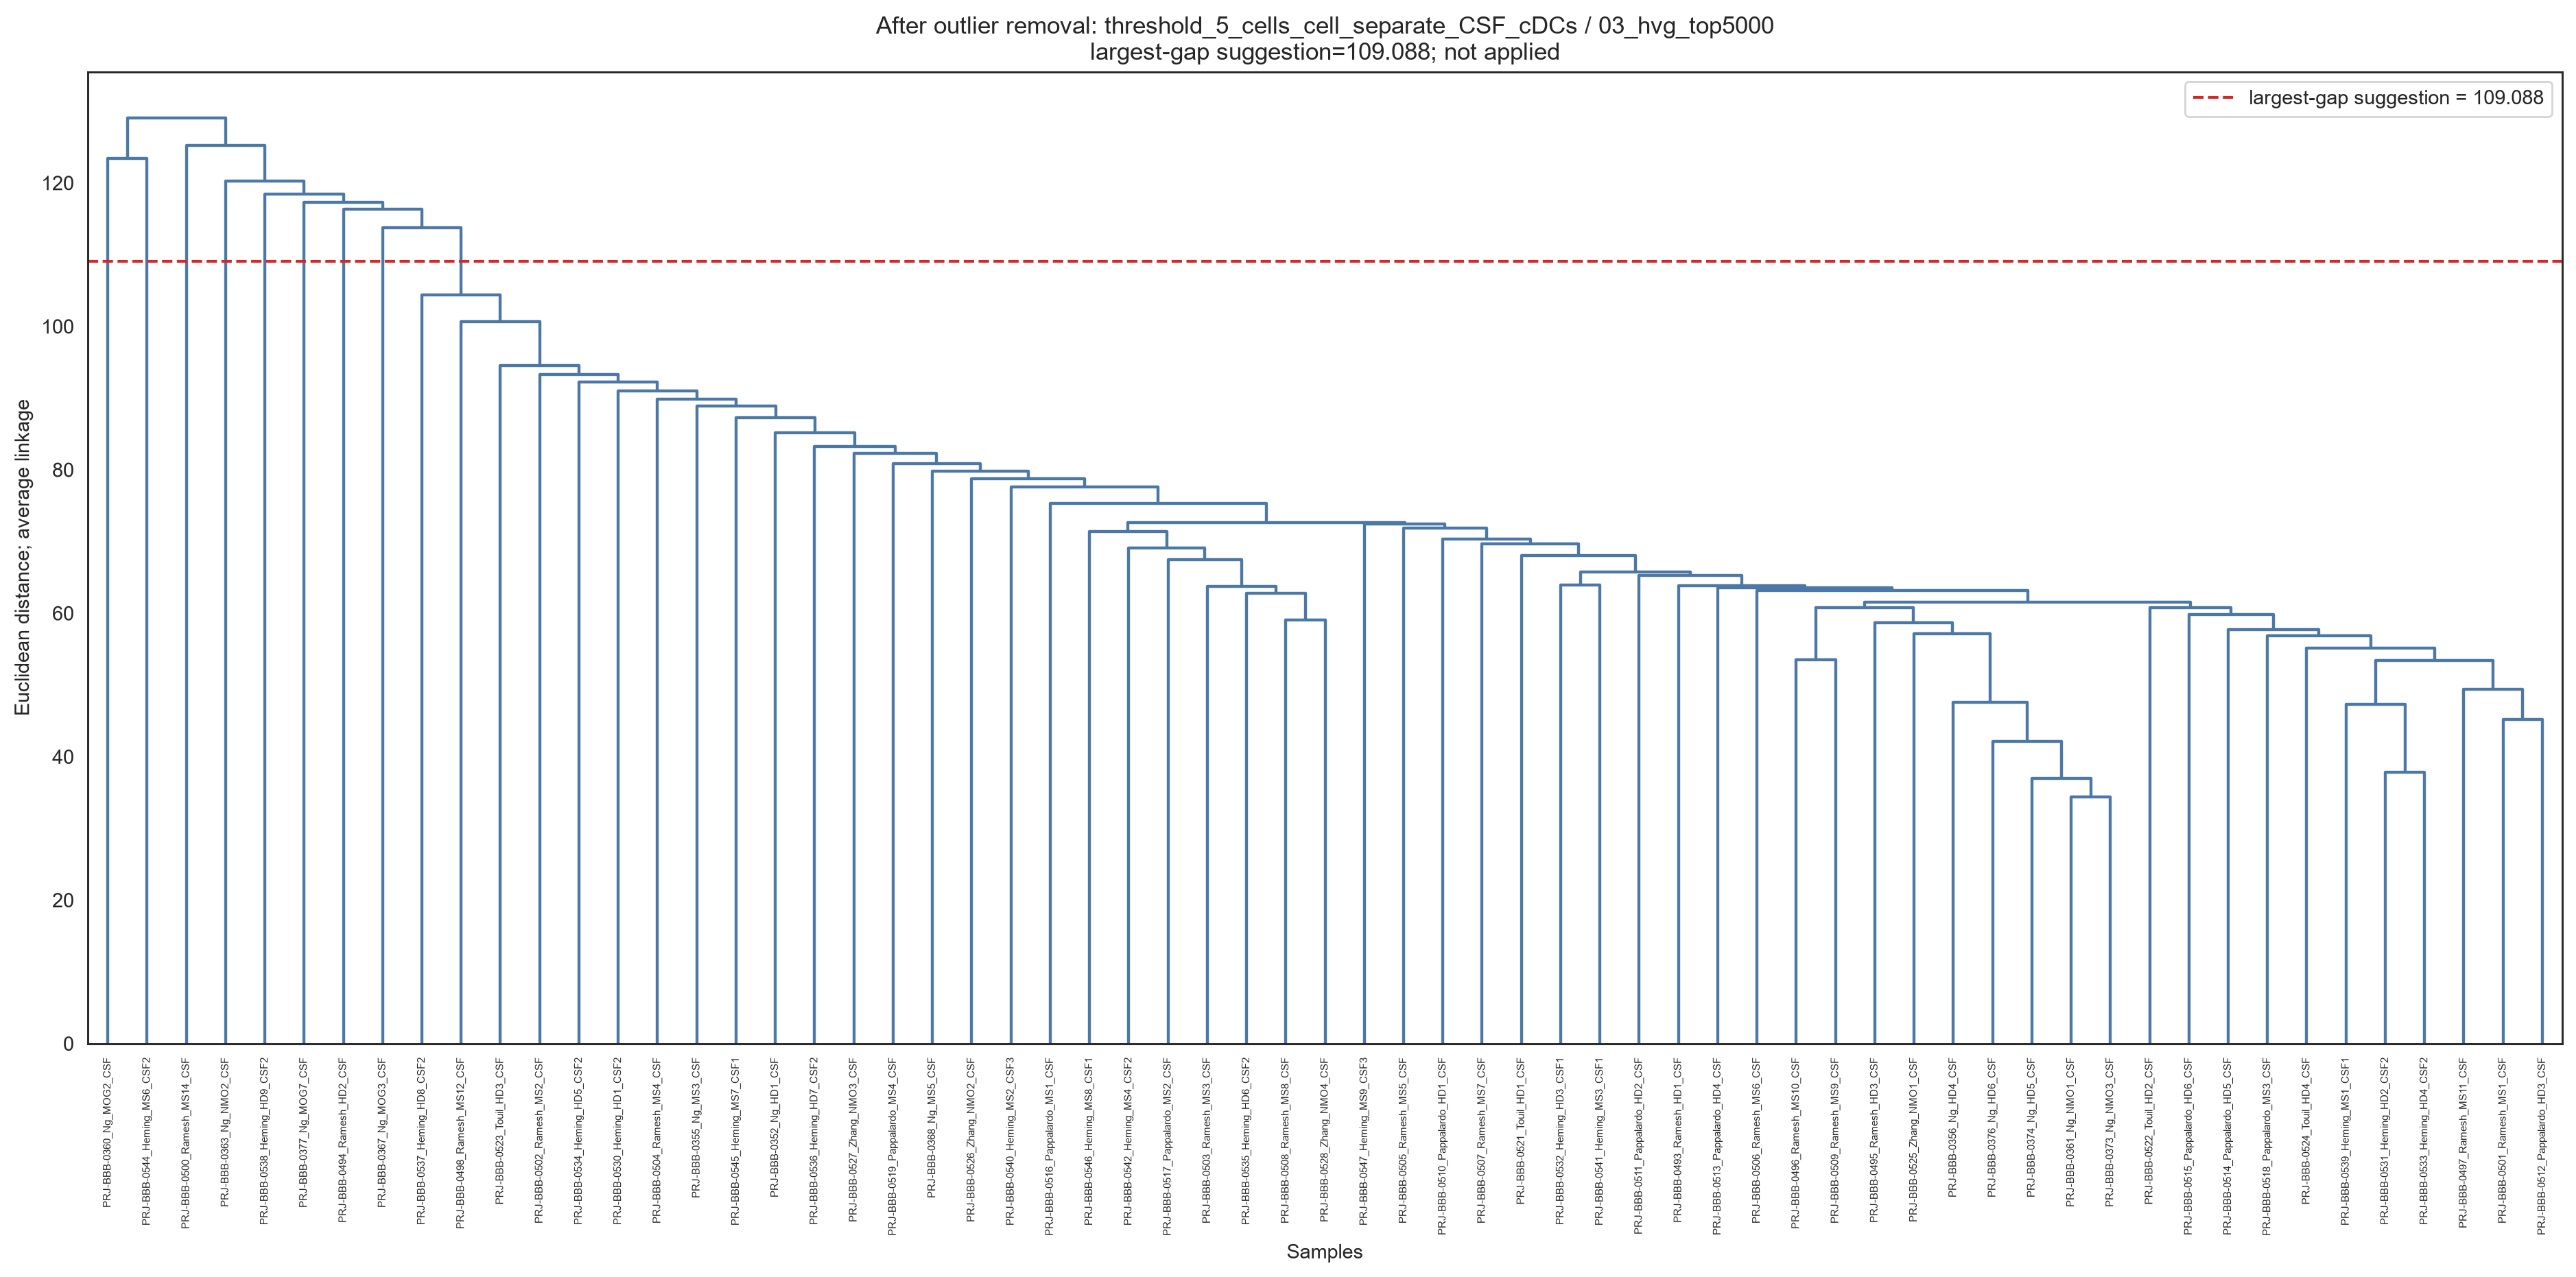 After outlier removal: threshold_5_cells_cell_separate_CSF_cDCs / 03_hvg_top5000
largest-gap suggestion=109.088; not applied
largest-gap suggestion = 109.088
Euclidean distance; average linkage
120
100
80
60
40
20
0
PRJ-BBB-0360_Ng_MOG2_CSF
PRJ-BBB-0544_Heming_MS6_CSF2
PRJ-BBB-0500_Ramesh_MS14_CSF
PRJ-BBB-0363_Ng_NMO2_CSF
PRJ-BBB-0538_Heming_HD9_CSF2
PRJ-BBB-0377_Ng_MOG7_CSF
PRJ-BBB-0494_Ramesh_HD2_CSF
PRJ-BBB-0367_Ng_MOG3_CSF
PRJ-BBB-0537_Heming_HD8_CSF2
PRJ-BBB-0498_Ramesh_MS12_CSF
PRJ-BBB-0523_Touil_HD3_CSF
PRJ-BBB-0502_Ramesh_MS2_CSF
PRJ-BBB-0534_Heming_HD5_CSF2
PRJ-BBB-0530_Heming_HD1_CSF2
PRJ-BBB-0504_Ramesh_MS4_CSF
PRJ-BBB-0355_Ng_MS3_CSF
PRJ-BBB-0545_Heming_MS7_CSF1
PRJ-BBB-0352_Ng_HD1_CSF
PRJ-BBB-0536_Heming_HD7_CSF2
PRJ-BBB-0527_Zhang_NMO3_CSF
PRJ-BBB-0519_Pappalardo_MS4_CSF
PRJ-BBB-0368_Ng_MS5_CSF
PRJ-BBB-0526_Zhang_NMO2_CSF
PRJ-BBB-0540_Heming_MS2_CSF3
PRJ-BBB-0516_Pappalardo_MS1_CSF
PRJ-BBB-0546_Heming_MS8_CSF1
PRJ-BBB-0542_Heming_MS4_CSF2
PRJ-BBB-0517_Pappalardo_MS2_CSF
PRJ-BBB-0503_Ramesh_MS3_CSF
PRJ-BBB-0535_Heming_HD6_CSF2
PRJ-BBB-0508_Ramesh_MS8_CSF
PRJ-BBB-0528_Zhang_NMO4_CSF
PRJ-BBB-0547_Heming_MS9_CSF3
PRJ-BBB-0505_Ramesh_MS5_CSF
PRJ-BBB-0510_Pappalardo_HD1_CSF
PRJ-BBB-0507_Ramesh_MS7_CSF
PRJ-BBB-0521_Touil_HD1_CSF
PRJ-BBB-0532_Heming_HD3_CSF1
PRJ-BBB-0541_Heming_MS3_CSF1
PRJ-BBB-0511_Pappalardo_HD2_CSF
PRJ-BBB-0493_Ramesh_HD1_CSF
PRJ-BBB-0513_Pappalardo_HD4_CSF
PRJ-BBB-0506_Ramesh_MS6_CSF
PRJ-BBB-0496_Ramesh_MS10_CSF
PRJ-BBB-0509_Ramesh_MS9_CSF
PRJ-BBB-0495_Ramesh_HD3_CSF
PRJ-BBB-0525_Zhang_NMO1_CSF
PRJ-BBB-0356_Ng_HD4_CSF
PRJ-BBB-0376_Ng_HD6_CSF
PRJ-BBB-0374_Ng_HD5_CSF
PRJ-BBB-0361_Ng_NMO1_CSF
PRJ-BBB-0373_Ng_NMO3_CSF
PRJ-BBB-0522_Touil_HD2_CSF
PRJ-BBB-0515_Pappalardo_HD6_CSF
PRJ-BBB-0514_Pappalardo_HD5_CSF
PRJ-BBB-0518_Pappalardo_MS3_CSF
PRJ-BBB-0524_Touil_HD4_CSF
PRJ-BBB-0539_Heming_MS1_CSF1
PRJ-BBB-0531_Heming_HD2_CSF2
PRJ-BBB-0533_Heming_HD4_CSF2
PRJ-BBB-0497_Ramesh_MS11_CSF
PRJ-BBB-0501_Ramesh_MS1_CSF
PRJ-BBB-0512_Pappalardo_HD3_CSF
Samples